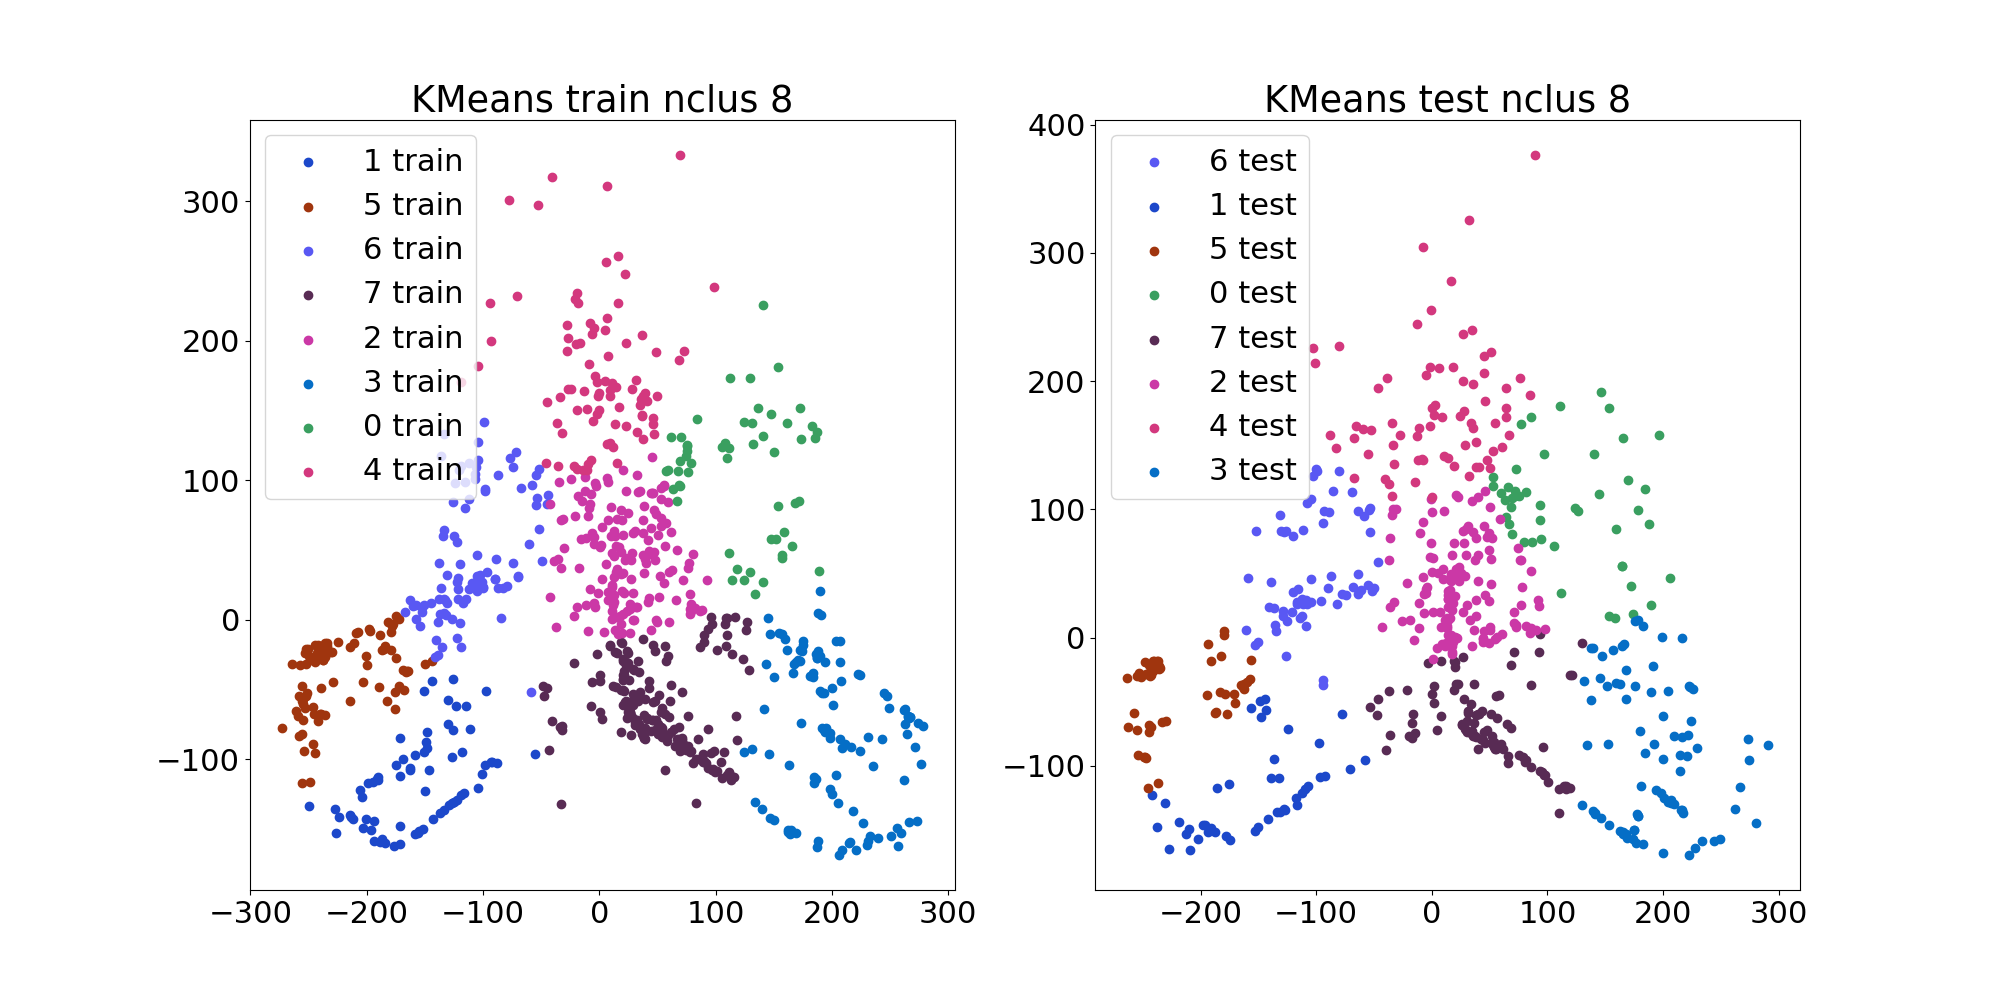 KMeans train nclus 8
1 train
5 train
6 train
7 train
2 train
3 train
0 train
4 train
300
200
100
0
−100
−300 −200 −100 0 100 200 300
KMeans test nclus 8
6 test
1 test
5 test
0 test
7 test
2 test
4 test
3 test
400
300
200
100
0
−100
−200 −100 0 100 200 300